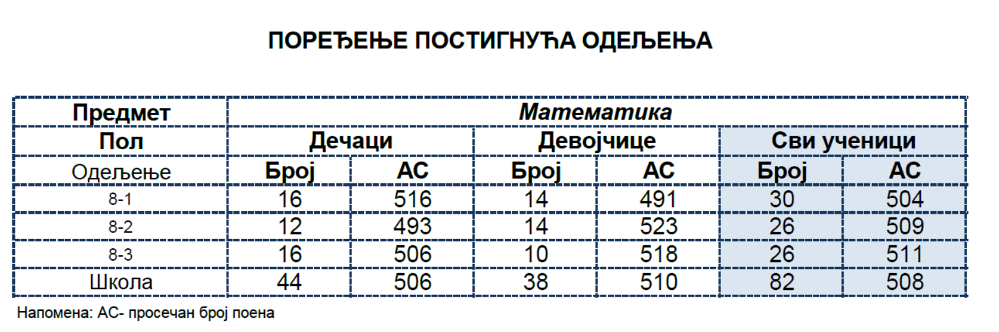 ПОРЕЂЕЊЕ ПОСТИГНУЋА ОДЕЉЕЊА
Предмет Математика
Пол Дечаци Девојчице Сви ученици
Одељење Број АС Број АС Број АС
8-1 16 516 14 491 30 504
8-2 12 493 14 523 26 509
8-3 16 506 10 518 26 511
Школа 44 506 38 510 82 508
Напомена: АС- просечан број поена